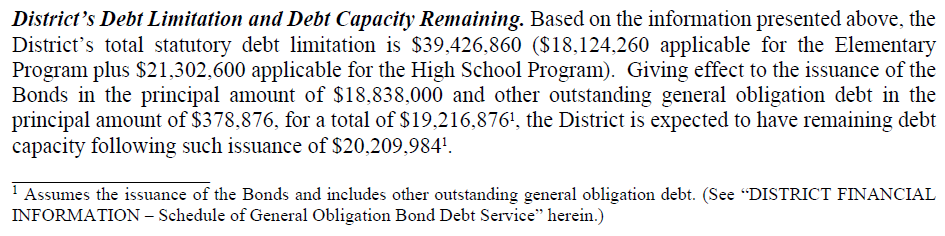 District’s Debt Limitation and Debt Capacity Remaining. Based on the information presented above, the
District’s total statutory debt limitation is $39,426,860 ($18,124,260 applicable for the Elementary
Program plus $21,302,600 applicable for the High School Program). Giving effect to the issuance of the
Bonds in the principal amount of $18,838,000 and other outstanding general obligation debt in the
principal amount of $378,876, for a total of $19,216,876¹, the District is expected to have remaining debt
capacity following such issuance of $20,209,984¹.
¹ Assumes the issuance of the Bonds and includes other outstanding general obligation debt. (See “DISTRICT FINANCIAL
INFORMATION – Schedule of General Obligation Bond Debt Service” herein.)